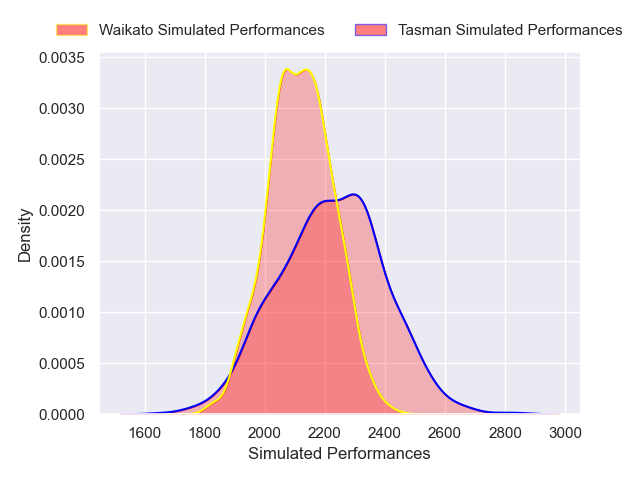 Waikato Simulated Performances Tasman Simulated Performances
0.0035
0.0030
0.0025
0.0020
0.0015
0.0010
0.0005
0.0000
Density
1600 1800 2000 2200 2400 2600 2800 3000
Simulated Performances